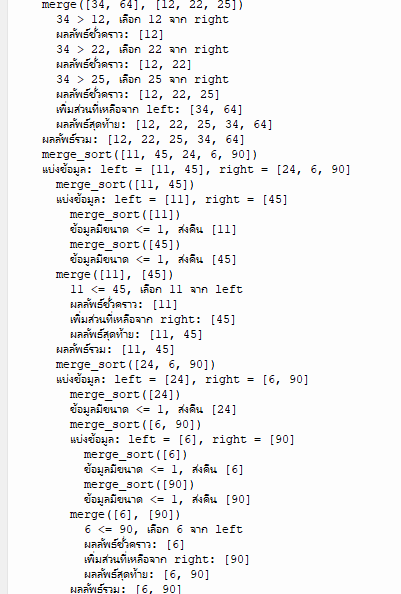 merge([34, 64], [12, 22, 25])
34 > 12, เลือก 12 จาก right
ผลลัพธ์ชั่วคราว: [12]
34 > 22, เลือก 22 จาก right
ผลลัพธ์ชั่วคราว: [12, 22]
34 > 25, เลือก 25 จาก right
ผลลัพธ์ชั่วคราว: [12, 22, 25]
เพิ่มส่วนที่เหลือจาก left: [34, 64]
ผลลัพธ์สุดท้าย: [12, 22, 25, 34, 64]
ผลลัพธ์รวม: [12, 22, 25, 34, 64]
merge_sort([11, 45, 24, 6, 90])
แบ่งข้อมูล: left = [11, 45], right = [24, 6, 90]
merge_sort([11, 45])
แบ่งข้อมูล: left = [11], right = [45]
merge_sort([11])
ข้อมูลมีขนาด <= 1, ส่งคืน [11]
merge_sort([45])
ข้อมูลมีขนาด <= 1, ส่งคืน [45]
merge([11], [45])
11 <= 45, เลือก 11 จาก left
ผลลัพธ์ชั่วคราว: [11]
เพิ่มส่วนที่เหลือจาก right: [45]
ผลลัพธ์สุดท้าย: [11, 45]
ผลลัพธ์รวม: [11, 45]
merge_sort([24, 6, 90])
แบ่งข้อมูล: left = [24], right = [6, 90]
merge_sort([24])
ข้อมูลมีขนาด <= 1, ส่งคืน [24]
merge_sort([6, 90])
แบ่งข้อมูล: left = [6], right = [90]
merge_sort([6])
ข้อมูลมีขนาด <= 1, ส่งคืน [6]
merge_sort([90])
ข้อมูลมีขนาด <= 1, ส่งคืน [90]
merge([6], [90])
6 <= 90, เลือก 6 จาก left
ผลลัพธ์ชั่วคราว: [6]
เพิ่มส่วนที่เหลือจาก right: [90]
ผลลัพธ์สุดท้าย: [6, 90]
ผลลัพธ์รวม: [6, 90]